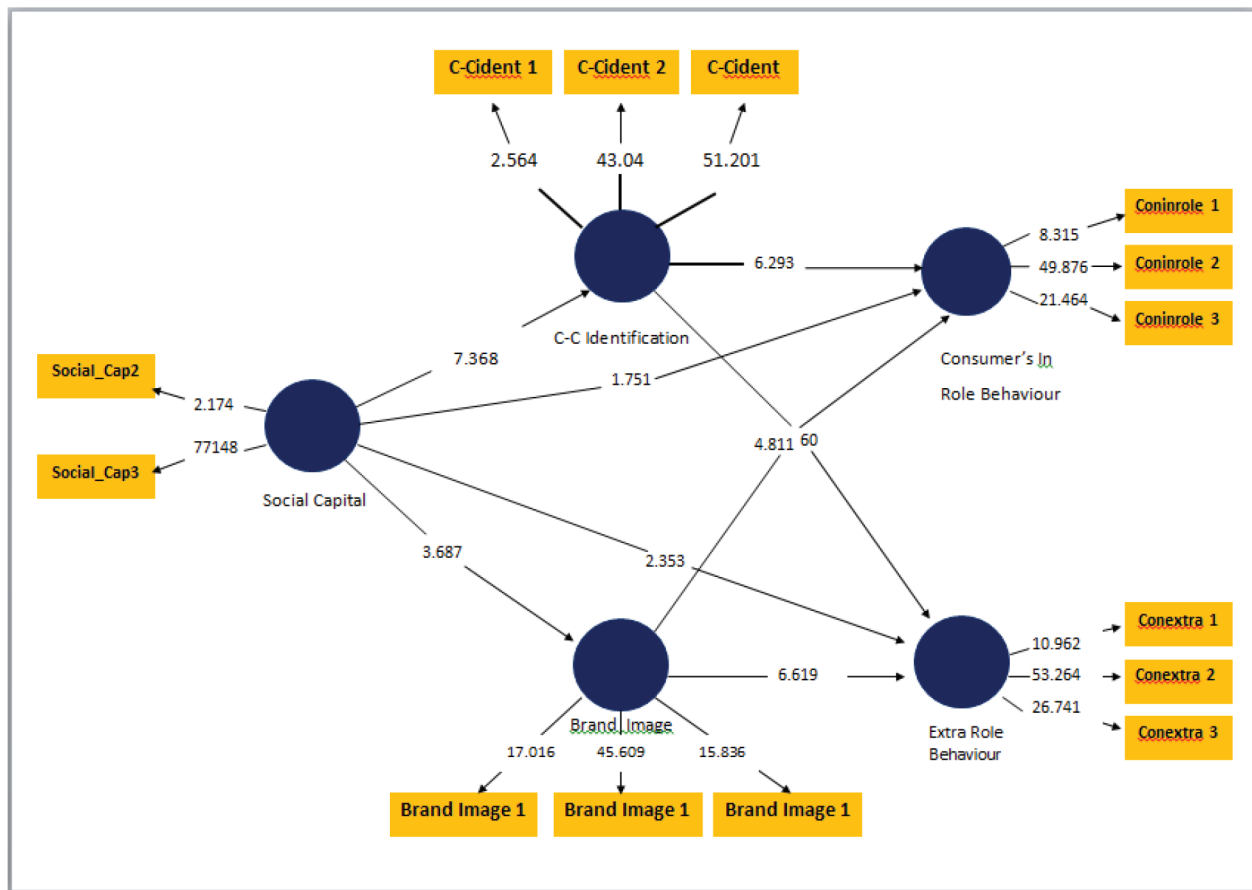 C-Cident 1
C-Cident 2
C-Cident
2.564
43.04
51.201
Coninrole 1
8.315
6.293
49.876
Coninrole 2
21.464
Coninrole 3
C-C Identification
Consumer's In
Role Behaviour
7.368
Social_Cap2
1.751
2.174
4.811
60
77148
Social_Cap3
Social Capital
3.687
2.353
Conextra 1
10.962
6.619
53.264
Conextra 2
26.741
Conextra 3
Brand Image
Extra Role
Behaviour
17.016
45.609
15.836
Brand Image 1
Brand Image 1
Brand Image 1